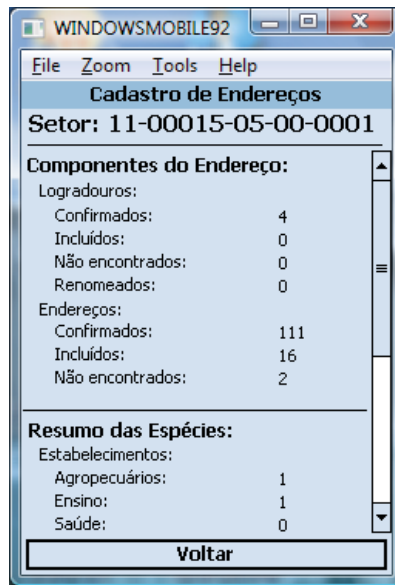 WINDOWSMOBILE92
File Zoom Tools Help
Cadastro de Endereços
Setor: 11-00015-05-00-0001
Componentes do Endereço:
Logradouros:
Confirmados: 4
Incluídos: 0
Não encontrados: 0
Renomeados: 0
Endereços:
Confirmados: 111
Incluídos: 16
Não encontrados: 2
Resumo das Espécies:
Estabelecimentos:
Agropecuários: 1
Ensino: 1
Saúde: 0
Voltar